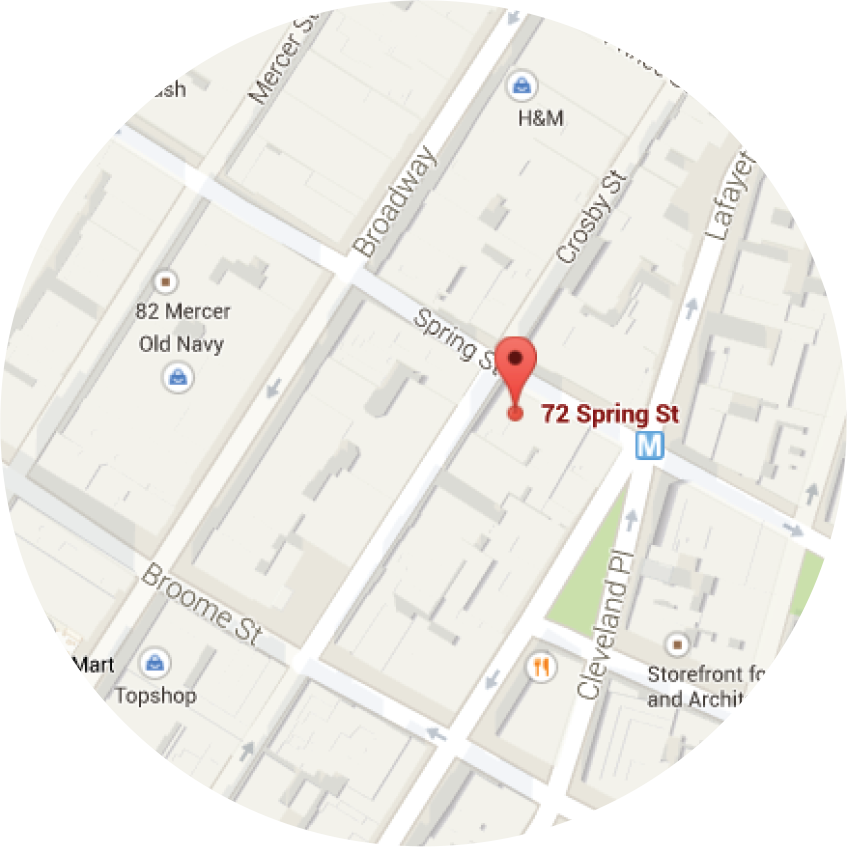 Mercer St
H&M
Broadway
Crosby St
82 Mercer
Old Navy
Spring St
72 Spring St
M
Broome St
Cleveland Pl
Mart
Topshop
Storefront fo
and Archit
Lafayet
ash